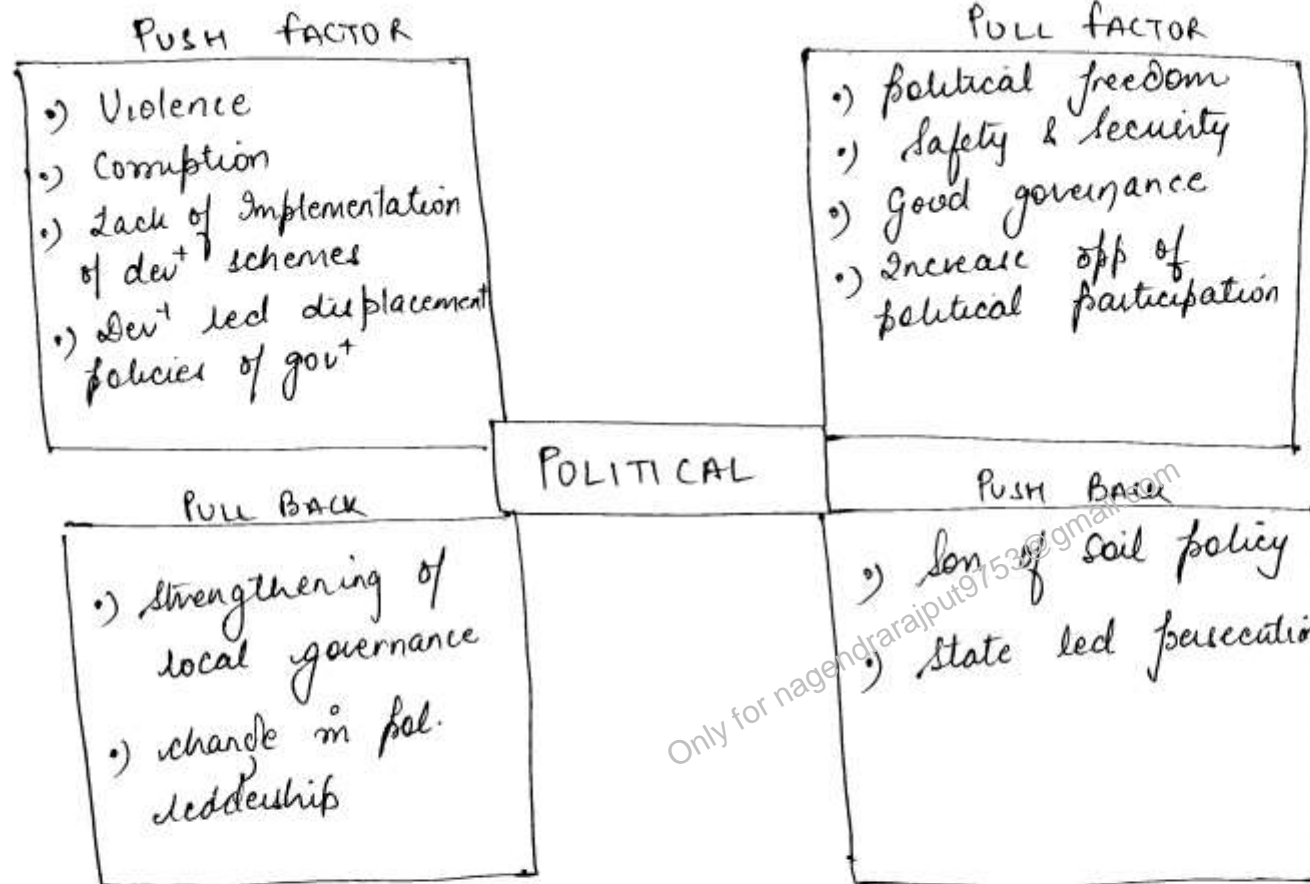 PUSH FACTOR
•) Violence
•) Corruption
•) Lack of Implementation
of dev⁺ schemes
•) Dev⁺ led displacement
policies of gov⁺
PULL FACTOR
•) political freedom
•) Safety & Secuirty
•) Good governance
•) Increase opp of
political participation
POLITICAL
PULL BACK
•) strengthening of
local governance
•) change in pol.
leadership
PUSH BACK
•) Son of soil policy
•) State led persecution
Only for nagendrarajput9753@gmail.com